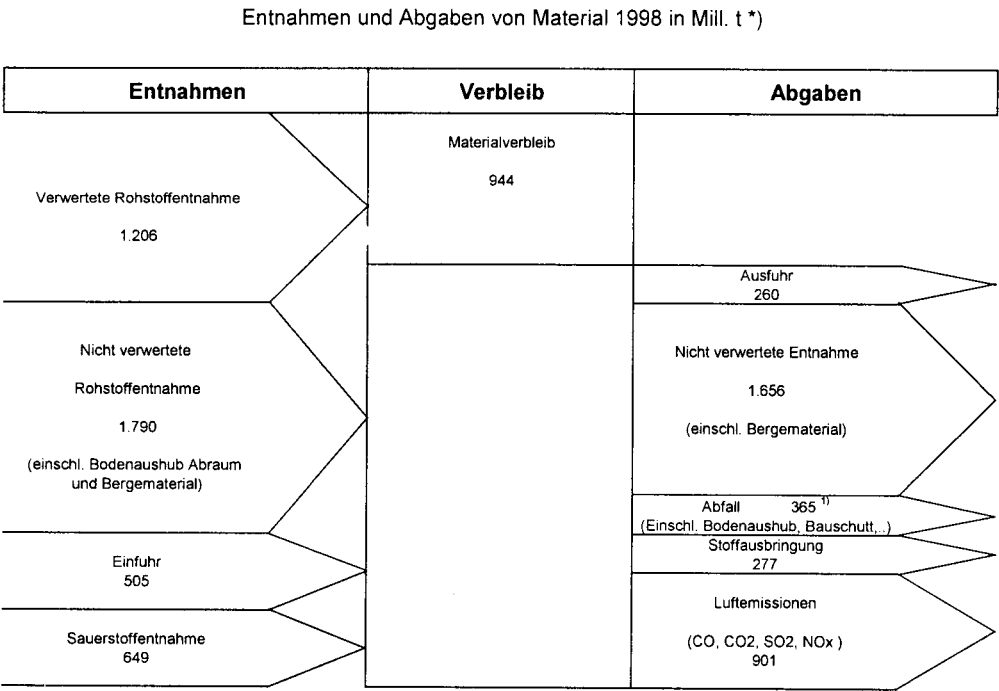 Entnahmen und Abgaben von Material 1998 in Mill. t *)
Entnahmen
Verbleib
Abgaben
Verwertete Rohstoffentnahme
1.206
Nicht verwertete
Rohstoffentnahme
1.790
(einschl. Bodenaushub Abraum
und Bergematerial)
Einfuhr
505
Sauerstoffentnahme
649
Materialverbleib
944
Ausfuhr
260
Nicht verwertete Entnahme
1.656
(einschl. Bergematerial)
Abfall 365 1)
(Einschl. Bodenaushub, Bauschutt,..)
Stoffausbringung
277
Luftemissionen
(CO, CO2, SO2, NOx )
901